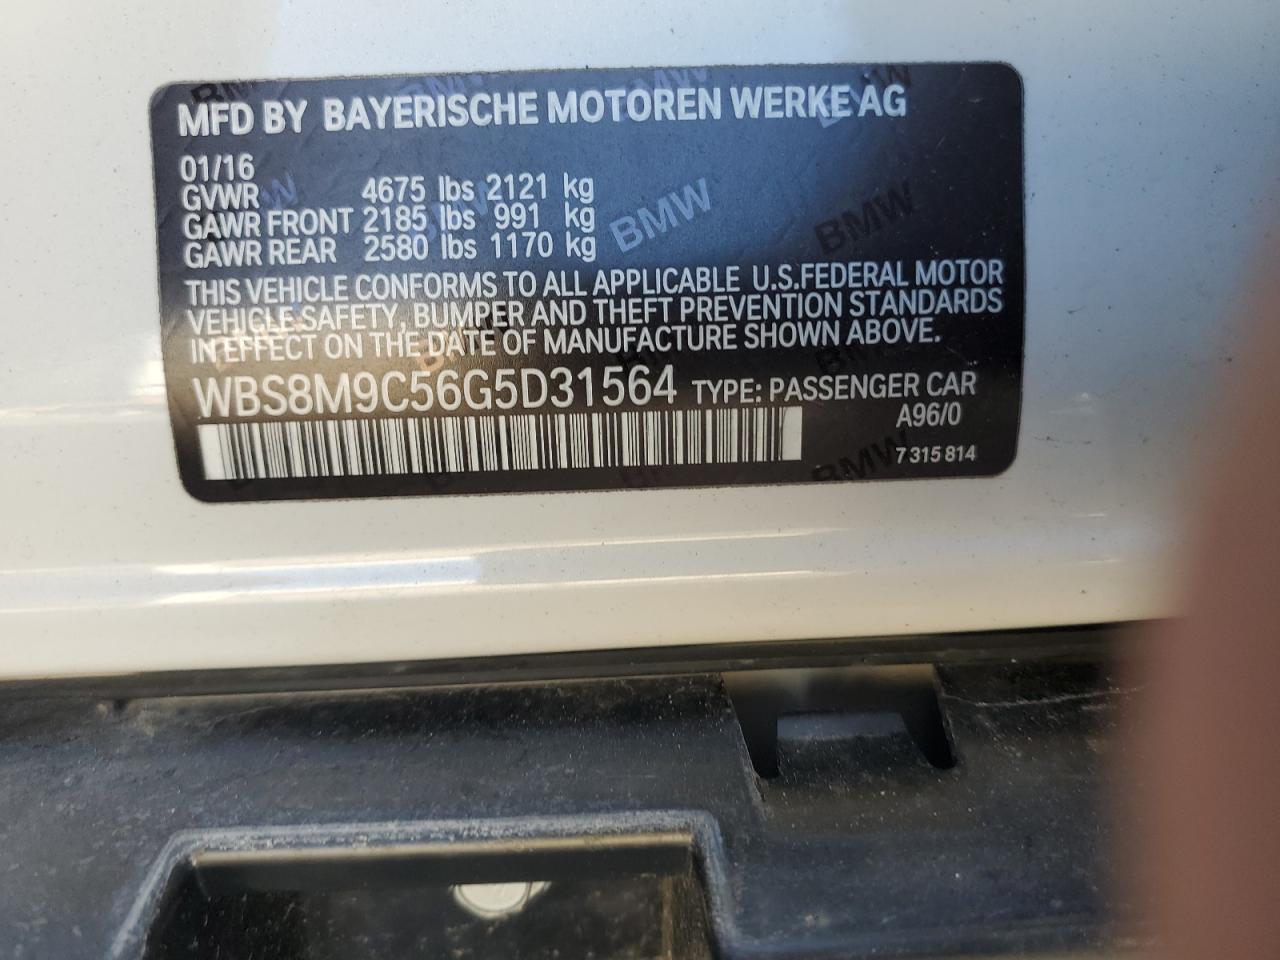 MFD BY BAYERISCHE MOTOREN WERKE AG
01/16
GVWR 4675 lbs 2121 kg
GAWR FRONT 2185 lbs 991 kg
GAWR REAR 2580 lbs 1170 kg
BMW BMW
THIS VEHICLE CONFORMS TO ALL APPLICABLE U.S.FEDERAL MOTOR
VEHICLE SAFETY, BUMPER AND THEFT PREVENTION STANDARDS
IN EFFECT ON THE DATE OF MANUFACTURE SHOWN ABOVE.
WBS8M9C56G5D31564 TYPE: PASSENGER CAR
A96/0
7 315 814
BMW